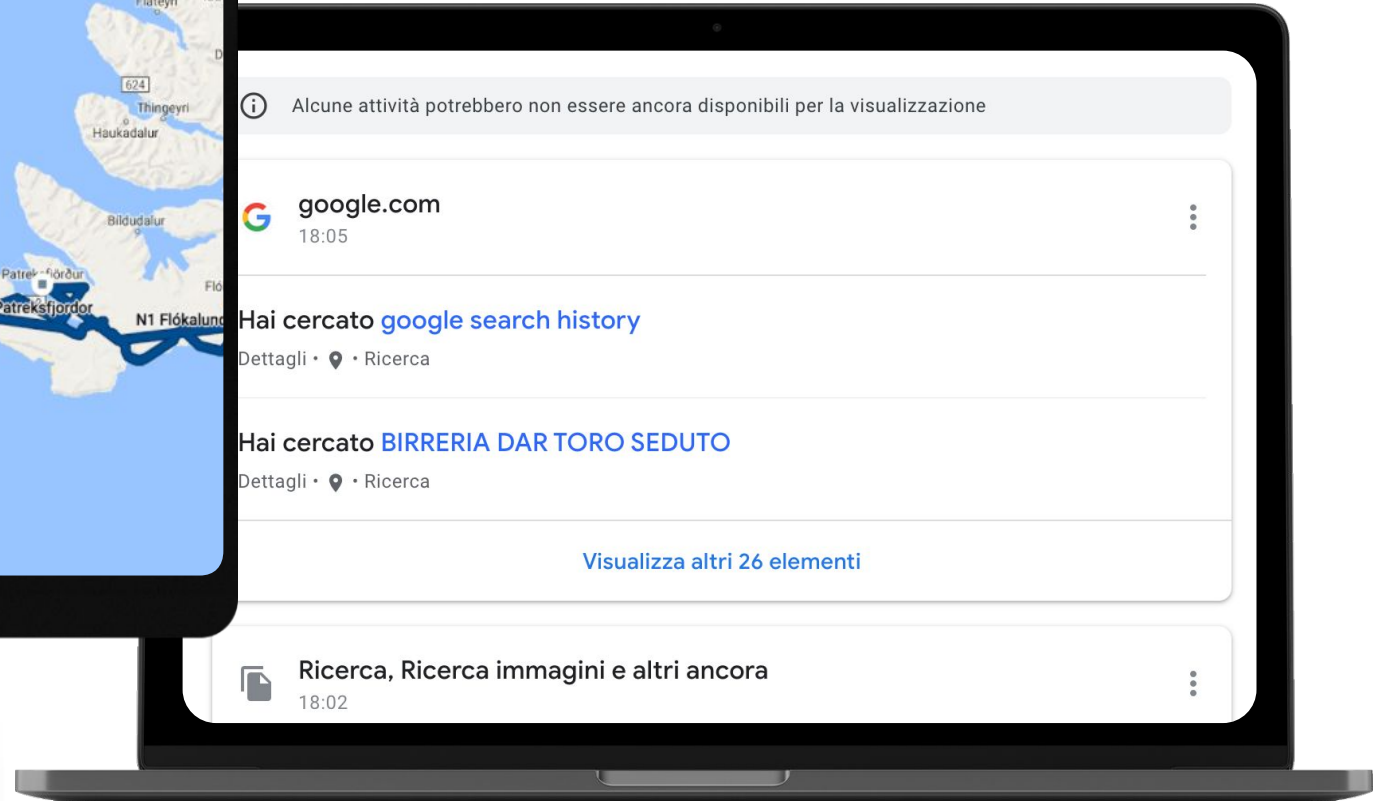 Flateyri
624
Thingeyri
Haukadalur
Bíldudalur
Patreksfjordor
N1 Flókalund
Alcune attività potrebbero non essere ancora disponibili per la visualizzazione
google.com
18:05
Hai cercato google search history
Dettagli • • Ricerca
Hai cercato BIRRERIA DAR TORO SEDUTO
Dettagli • • Ricerca
Visualizza altri 26 elementi
Ricerca, Ricerca immagini e altri ancora
18:02